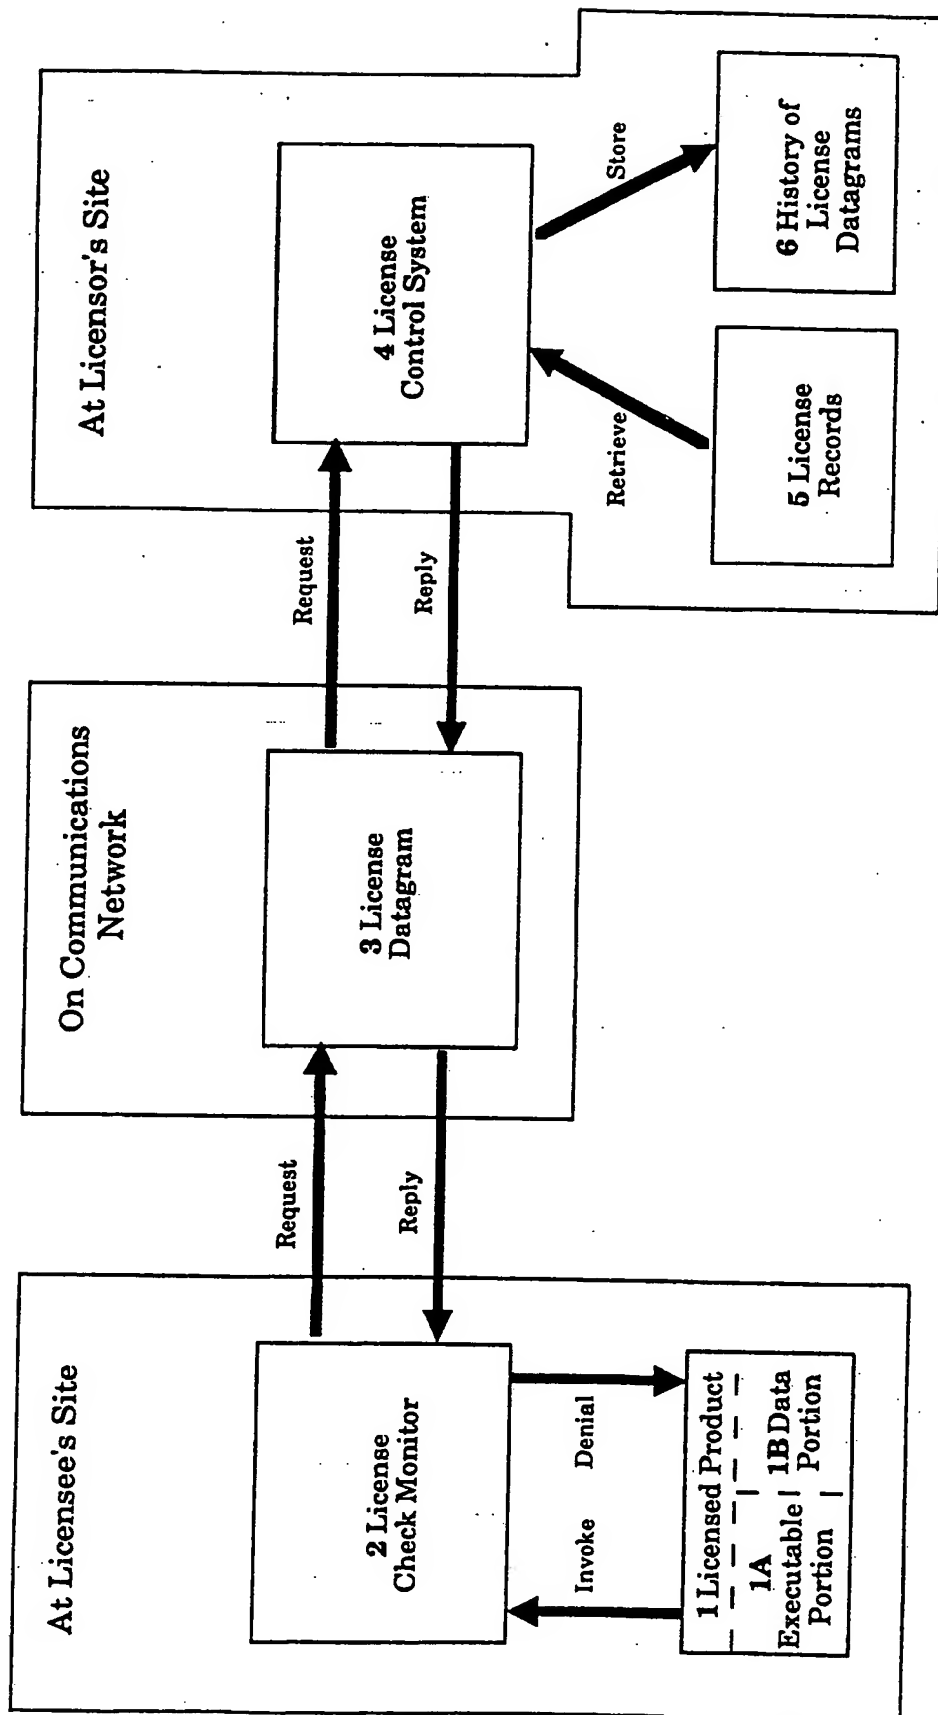 At Licensee's Site
2 License
Check Monitor
Invoke
Denial
1 Licensed Product
1A
Executable
Portion
1B Data
Portion
Request
Reply
On Communications
Network
3 License
Datagram
Request
Reply
At Licensor's Site
4 License
Control System
Retrieve
Store
5 License
Records
6 History of
License
Datagrams